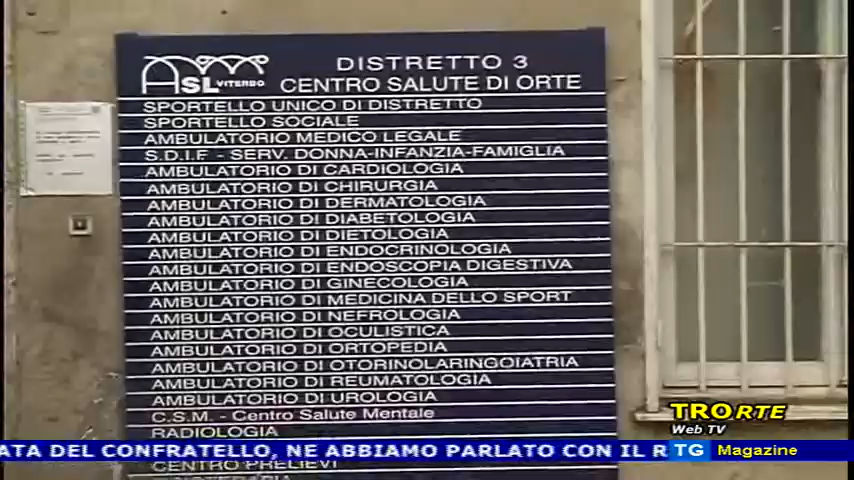 ASL VITERBO
DISTRETTO 3
CENTRO SALUTE DI ORTE
SPORTELLO UNICO DI DISTRETTO
SPORTELLO SOCIALE
AMBULATORIO MEDICO LEGALE
S.D.I.F - SERV. DONNA-INFANZIA-FAMIGLIA
AMBULATORIO DI CARDIOLOGIA
AMBULATORIO DI CHIRURGIA
AMBULATORIO DI DERMATOLOGIA
AMBULATORIO DI DIABETOLOGIA
AMBULATORIO DI DIETOLOGIA
AMBULATORIO DI ENDOCRINOLOGIA
AMBULATORIO DI ENDOSCOPIA DIGESTIVA
AMBULATORIO DI GINECOLOGIA
AMBULATORIO DI MEDICINA DELLO SPORT
AMBULATORIO DI NEFROLOGIA
AMBULATORIO DI OCULISTICA
AMBULATORIO DI ORTOPEDIA
AMBULATORIO DI OTORINOLARINGOIATRIA
AMBULATORIO DI REUMATOLOGIA
AMBULATORIO DI UROLOGIA
C.S.M. - Centro Salute Mentale
RADIOLOGIA
CENTRO PRELIEVI
TRORTE
Web TV
ATA DEL CONFRATELLO, NE ABBIAMO PARLATO CON IL R
TG Magazine